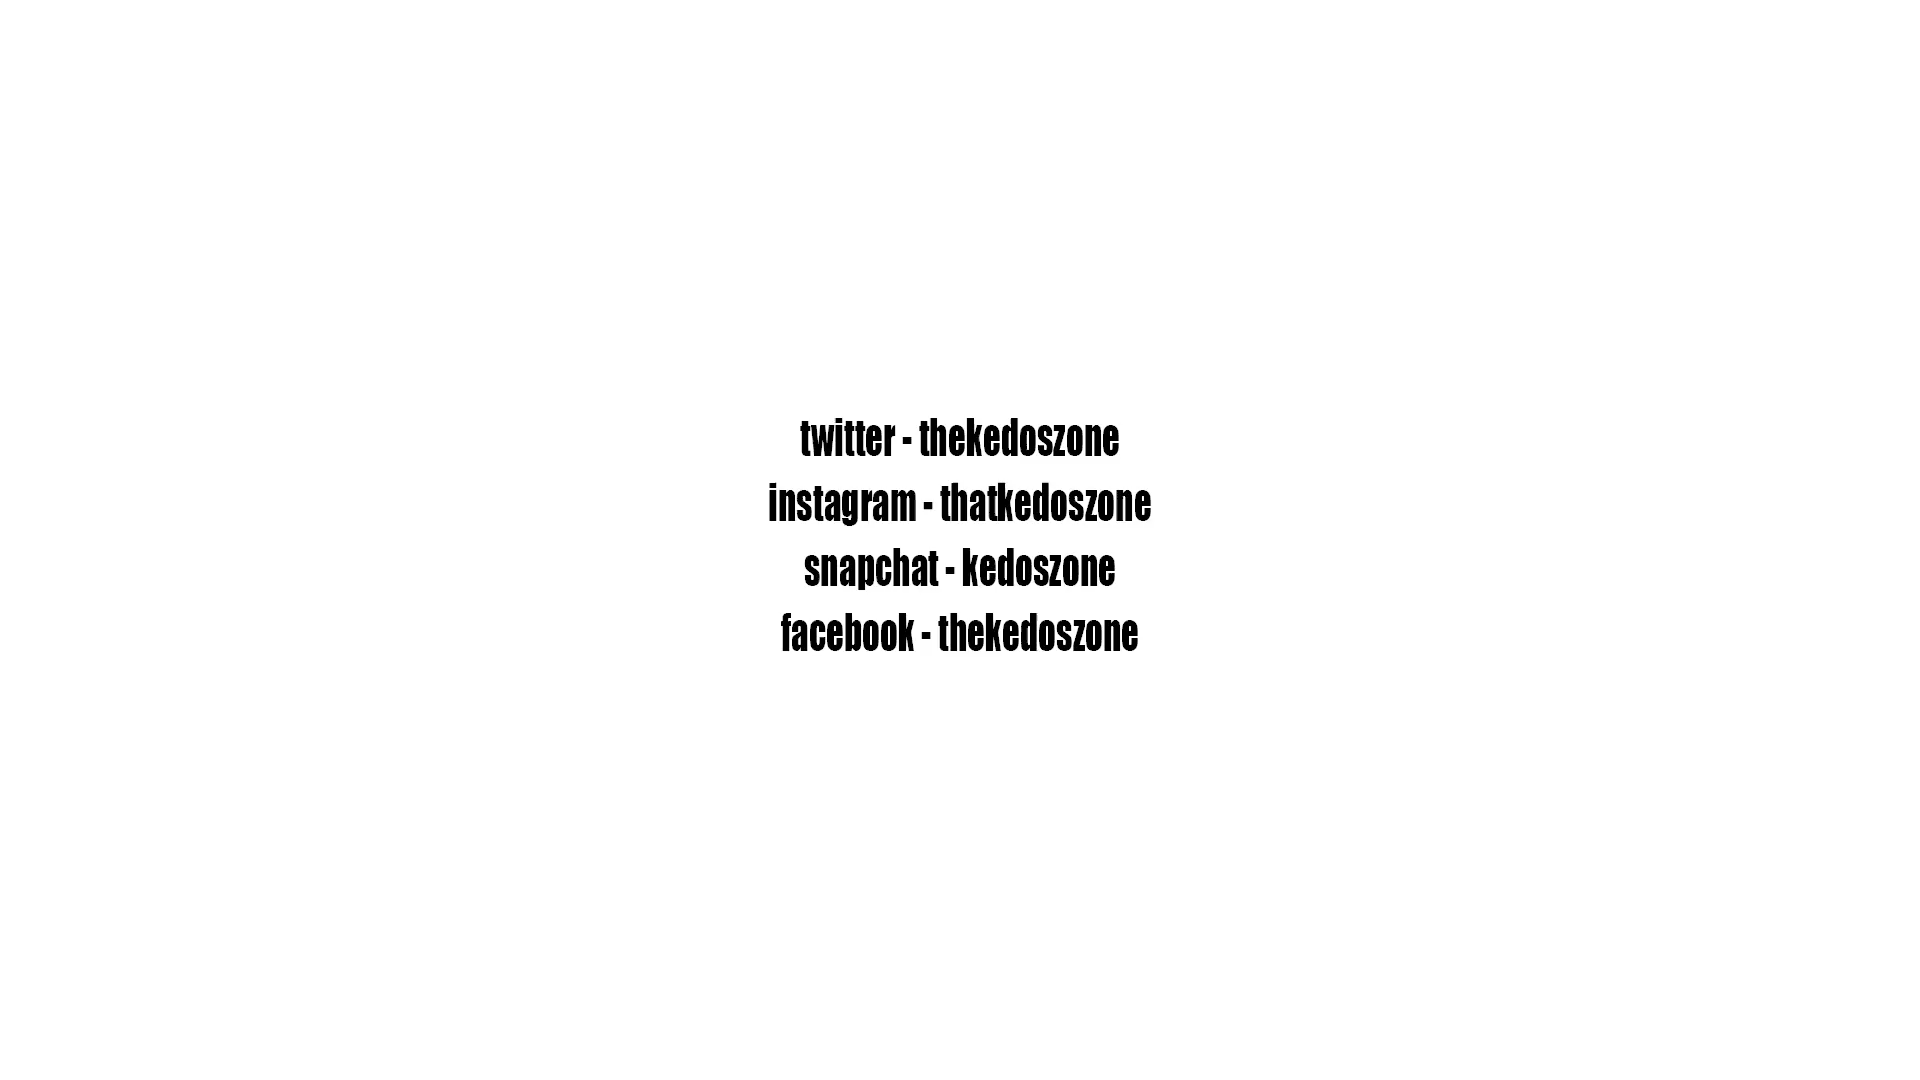 twitter - thekedoszone
instagram - thatkedoszone
snapchat - kedoszone
facebook - thekedoszone